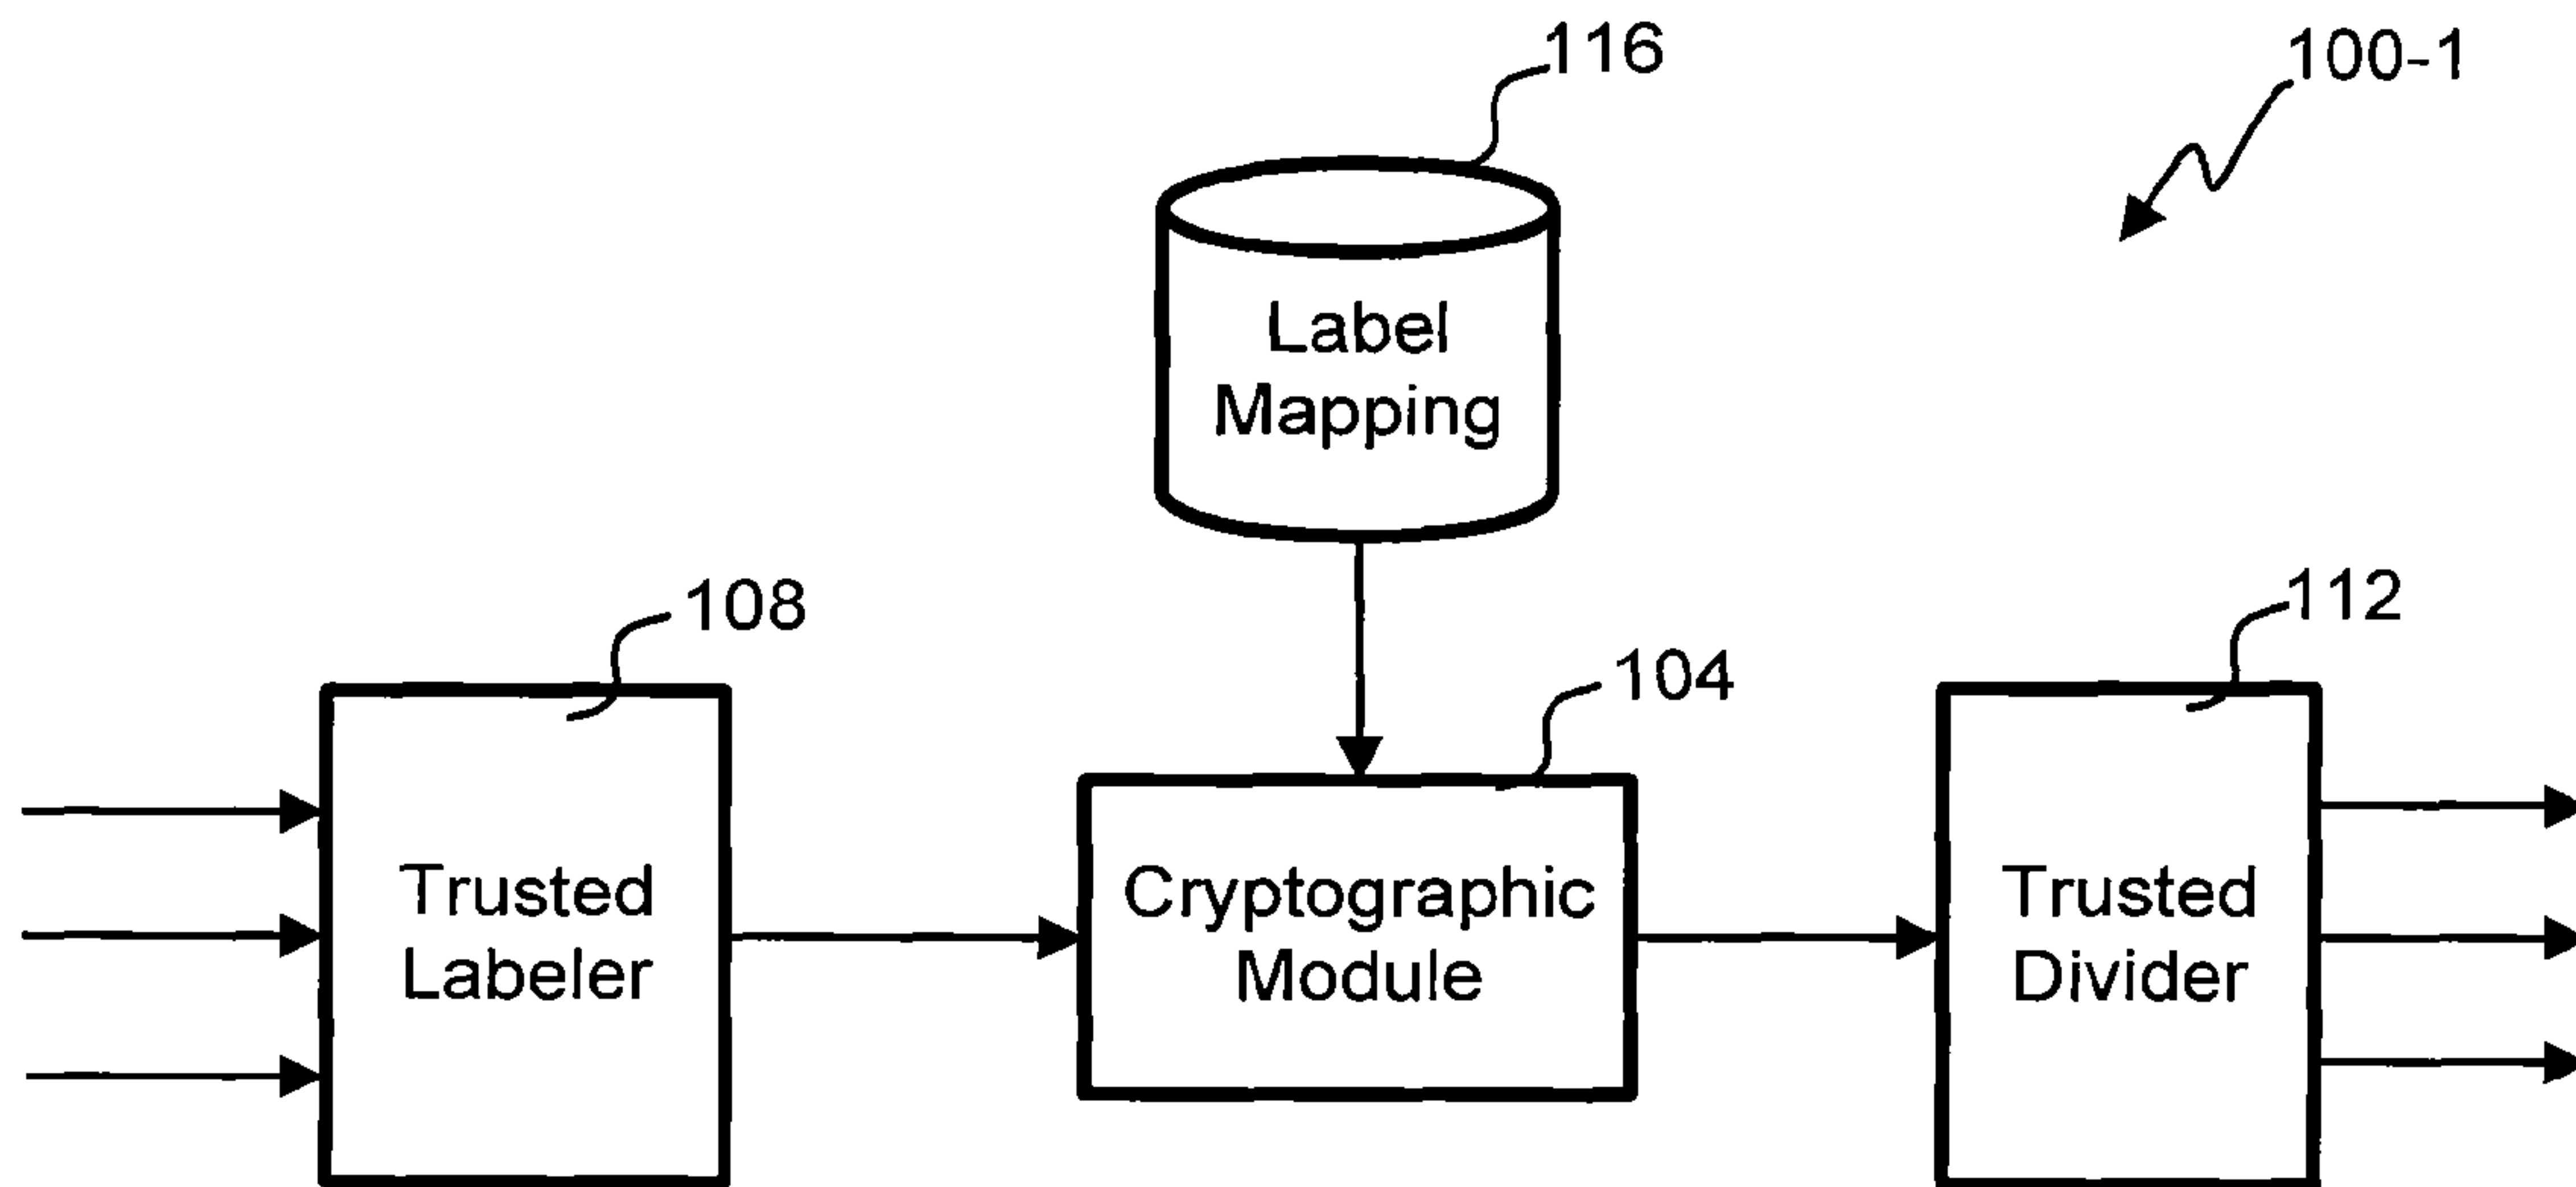 116
100-1
Label
Mapping
108
112
104
Trusted
Labeler
Cryptographic
Module
Trusted
Divider